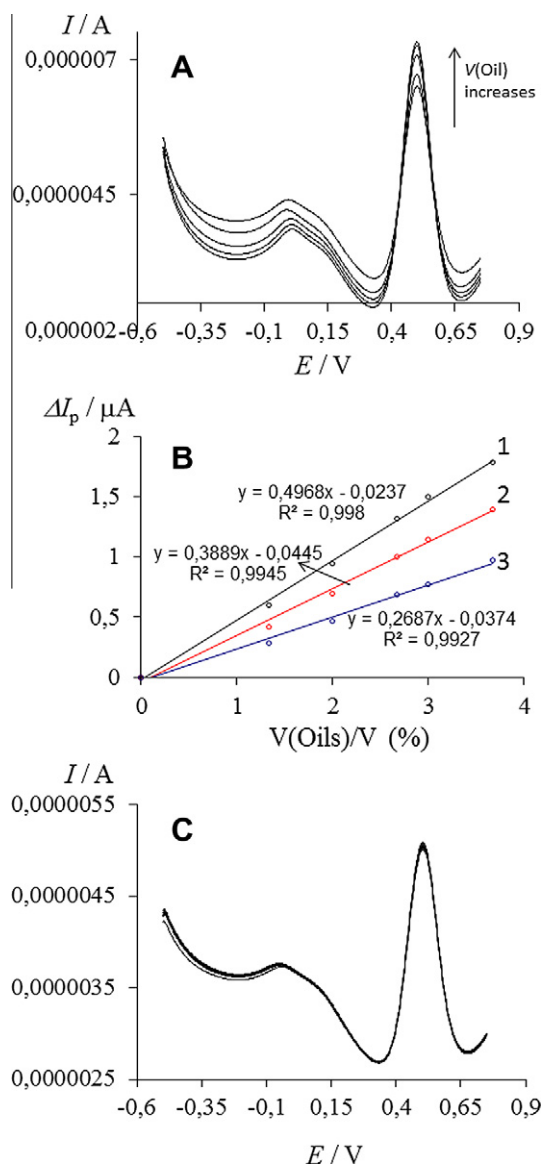 I / A
0,000007
A
V(Oil)
increases
0,0000045
0,000002
-0,6 -0,35 -0,1 0,15 0,4 0,65 0,9
E / V
ΔIp / μA
2
B
1
y = 0,4968x - 0,0237
R² = 0,998
1,5
2
y = 0,3889x - 0,0445
R² = 0,9945
1
3
0,5
y = 0,2687x - 0,0374
R² = 0,9927
0
0 1 2 3 4
V(Oils)/V (%)
I / A
0,0000055
C
0,0000045
0,0000035
0,0000025
-0,6 -0,35 -0,1 0,15 0,4 0,65 0,9
E / V